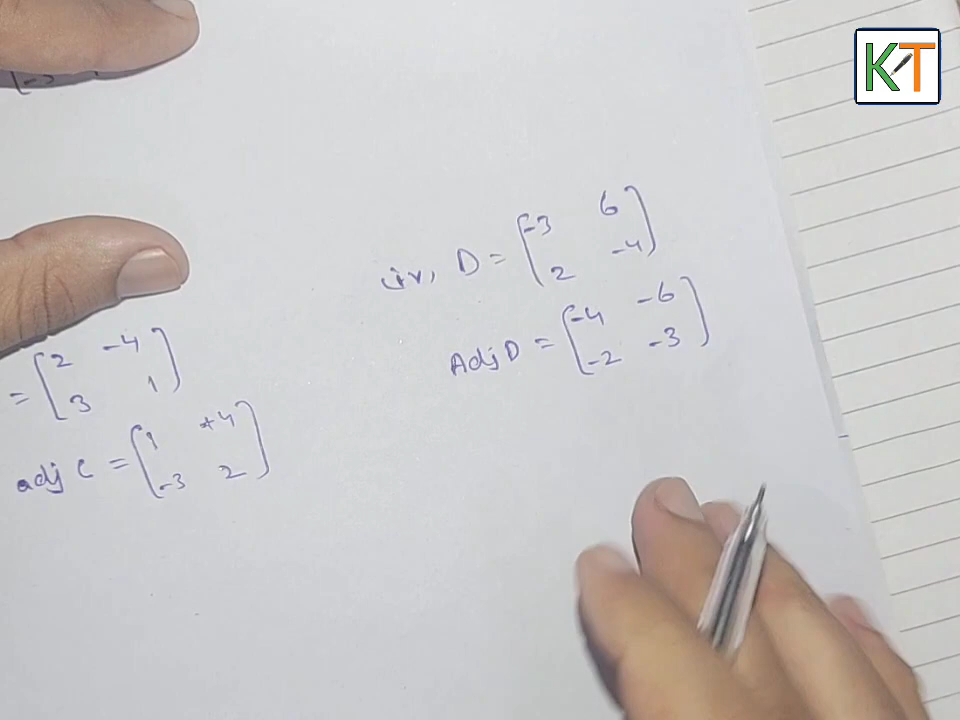 KT
iv, D = [-3 6
2 -4]
Adj D = [-4 -6
-2 -3]
= [2 -4
3 1]
adj C = [1 +4
-3 2]